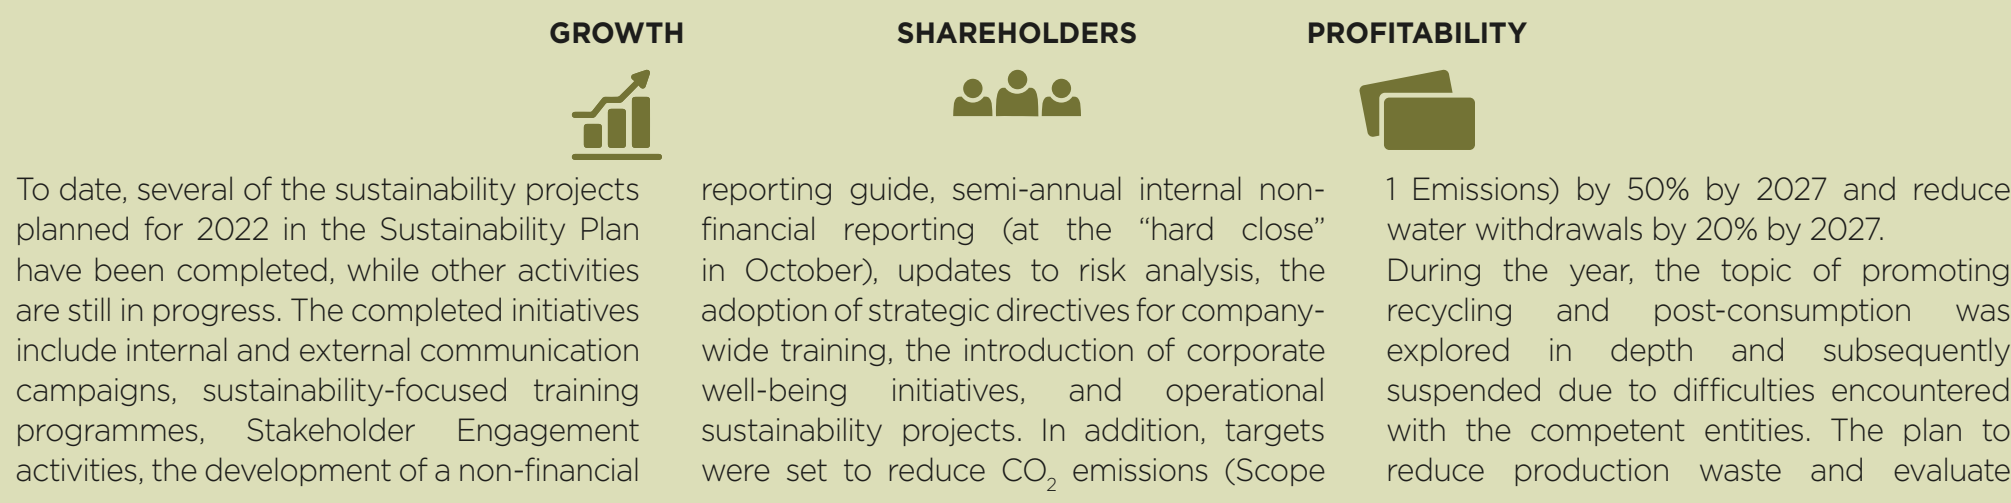 GROWTH
SHAREHOLDERS
PROFITABILITY
To date, several of the sustainability projects
planned for 2022 in the Sustainability Plan
have been completed, while other activities
are still in progress. The completed initiatives
include internal and external communication
campaigns, sustainability-focused training
programmes, Stakeholder Engagement
activities, the development of a non-financial
reporting guide, semi-annual internal non-
financial reporting (at the “hard close”
in October), updates to risk analysis, the
adoption of strategic directives for company-
wide training, the introduction of corporate
well-being initiatives, and operational
sustainability projects. In addition, targets
were set to reduce CO₂ emissions (Scope
1 Emissions) by 50% by 2027 and reduce
water withdrawals by 20% by 2027.
During the year, the topic of promoting
recycling and post-consumption was
explored in depth and subsequently
suspended due to difficulties encountered
with the competent entities. The plan to
reduce production waste and evaluate